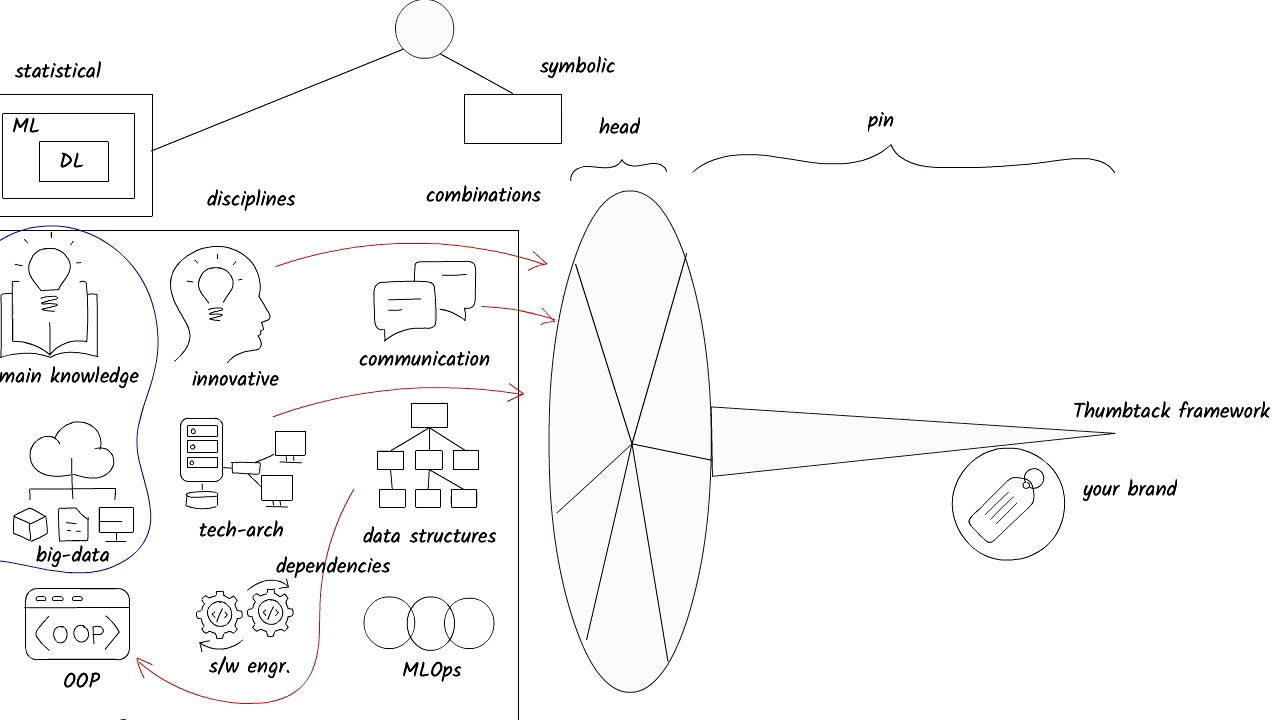 statistical
symbolic
ML
DL
head
pin
disciplines
combinations
main knowledge
innovative
communication
big-data
tech-arch
data structures
dependencies
<OOP>
OOP
</>
</>
s/w engr.
MLOps
Thumbtack framework
your brand